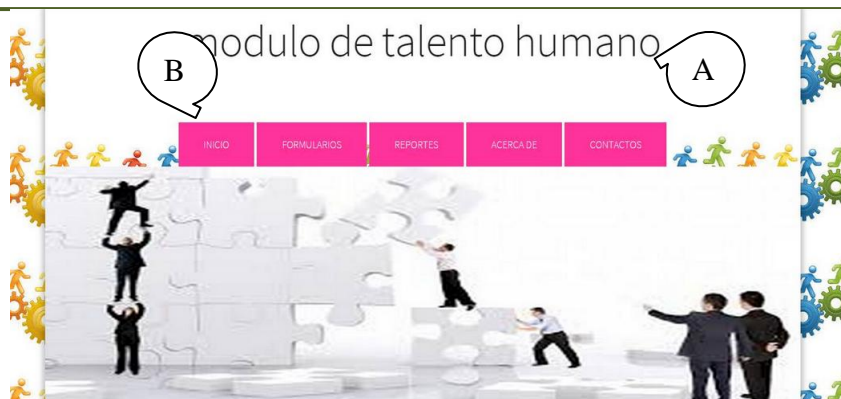 modulo de talento humano
B
A
INICIO FORMULARIOS REPORTES ACERCA DE CONTACTOS